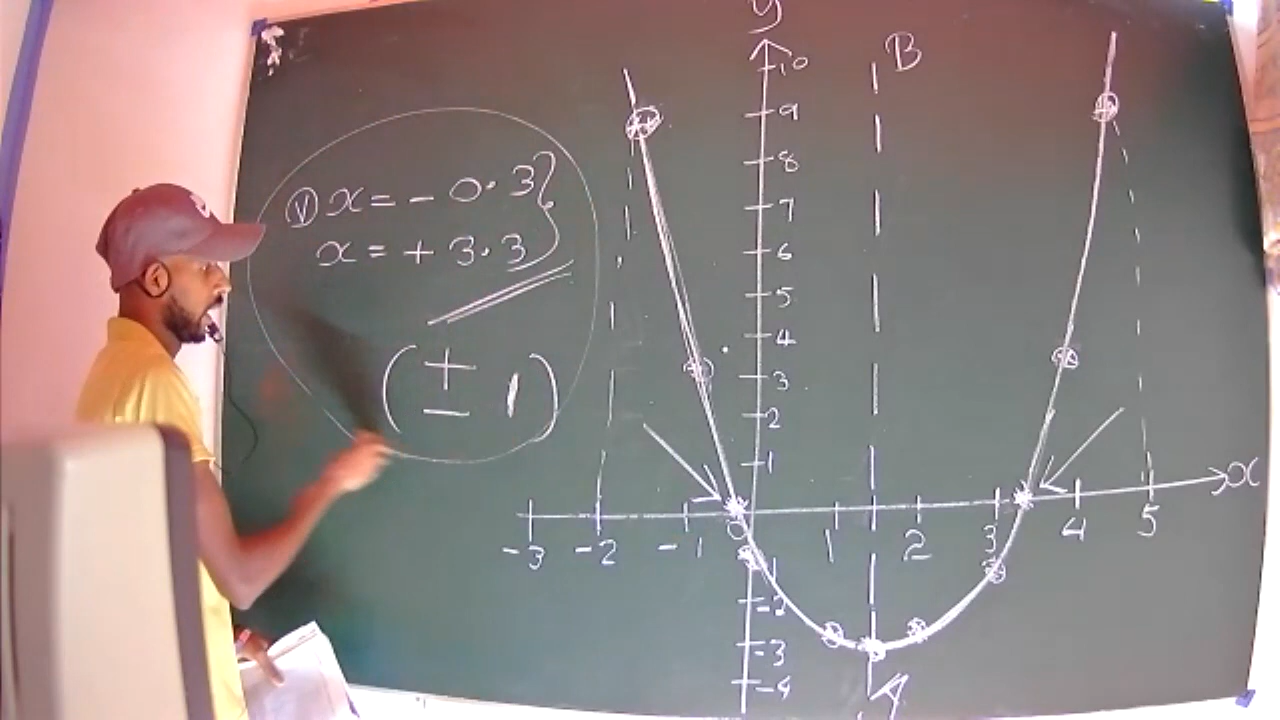 (V) x = - 0.3 }
x = + 3.3
( ± 1 )
y
B
10
9
8
7
6
5
4
3
2
1
x
-3 -2 -1 0 1 2 3 4 5
-1
-2
-3
-4
A